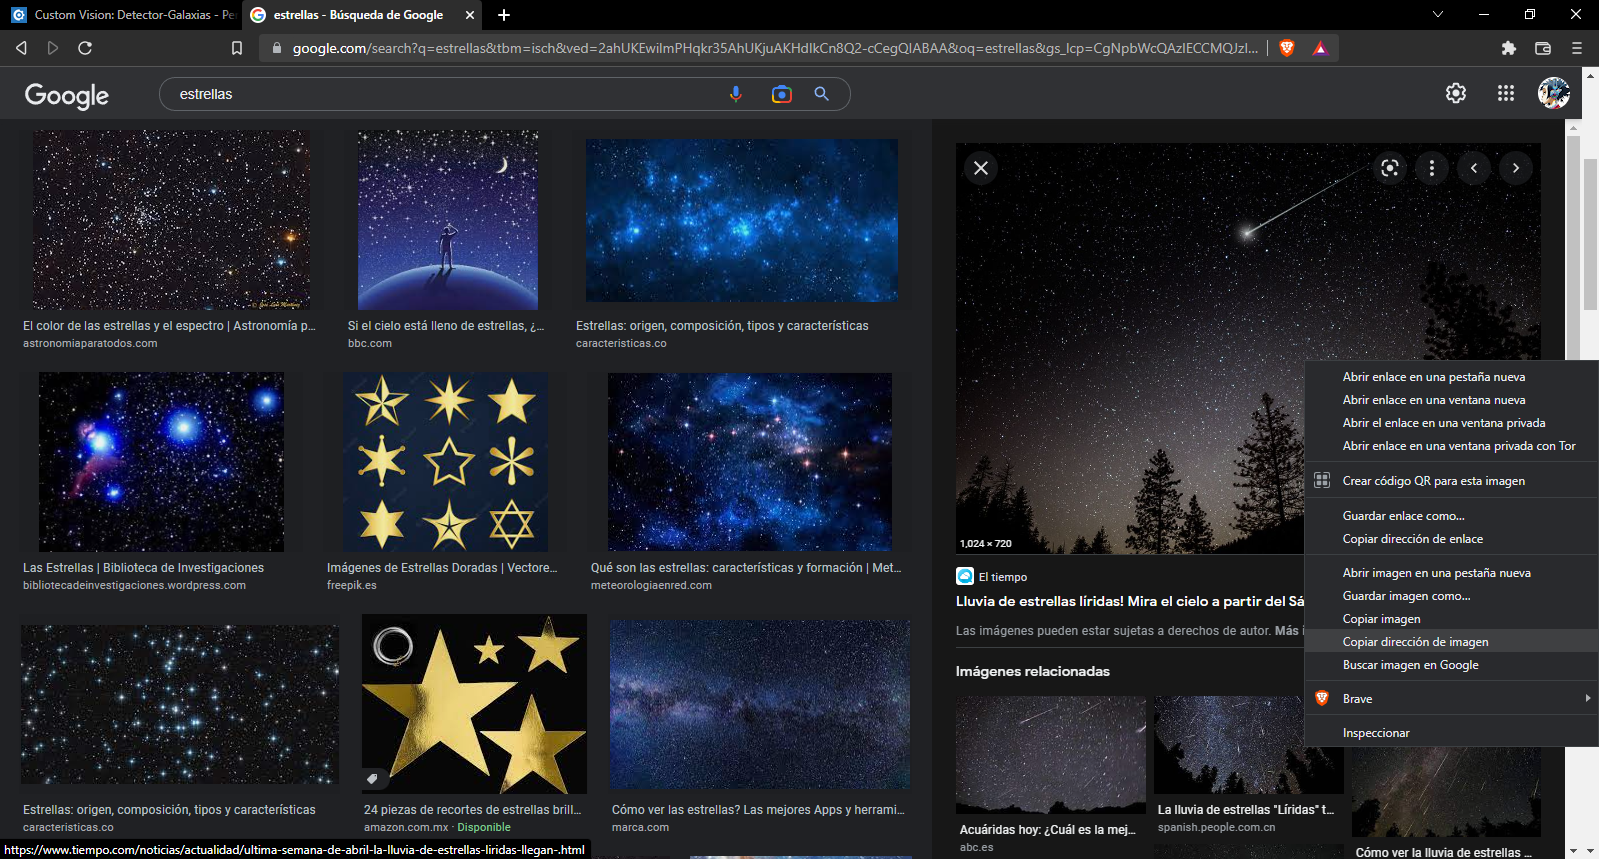 Custom Vision: Detector-Galaxias - Pe
estrellas - Búsqueda de Google
google.com/search?q=estrellas&tbm=isch&ved=2ahUKEwilmPHqkr35AhUKjuAKHdIkCn8Q2-cCegQIABAA&oq=estrellas&gs_lcp=CgNpbWcQAzIECCMQJzI...
Google
estrellas
© José Luis Martínez
El color de las estrellas y el espectro | Astronomía p...
astronomiaparatodos.com
Si el cielo está lleno de estrellas, ¿...
bbc.com
Estrellas: origen, composición, tipos y características
caracteristicas.co
Las Estrellas | Biblioteca de Investigaciones
bibliotecadeinvestigaciones.wordpress.com
Imágenes de Estrellas Doradas | Vectore...
freepik.es
Qué son las estrellas: características y formación | Met...
meteorologiaenred.com
Estrellas: origen, composición, tipos y características
caracteristicas.co
24 piezas de recortes de estrellas brill...
amazon.com.mx · Disponible
Cómo ver las estrellas? Las mejores Apps y herrami...
marca.com
https://www.tiempo.com/noticias/actualidad/ultima-semana-de-abril-la-lluvia-de-estrellas-liridas-llegan-.html
1,024 × 720
El tiempo
Lluvia de estrellas líridas! Mira el cielo a partir del Sá
Las imágenes pueden estar sujetas a derechos de autor. Más i
Imágenes relacionadas
Acuáridas hoy: ¿Cuál es la mej...
abc.es
La lluvia de estrellas "Líridas" t...
spanish.people.com.cn
Cómo ver la lluvia de estrellas ...
Abrir enlace en una pestaña nueva
Abrir enlace en una ventana nueva
Abrir el enlace en una ventana privada
Abrir enlace en una ventana privada con Tor
Crear código QR para esta imagen
Guardar enlace como...
Copiar dirección de enlace
Abrir imagen en una pestaña nueva
Guardar imagen como...
Copiar imagen
Copiar dirección de imagen
Buscar imagen en Google
Brave
Inspeccionar